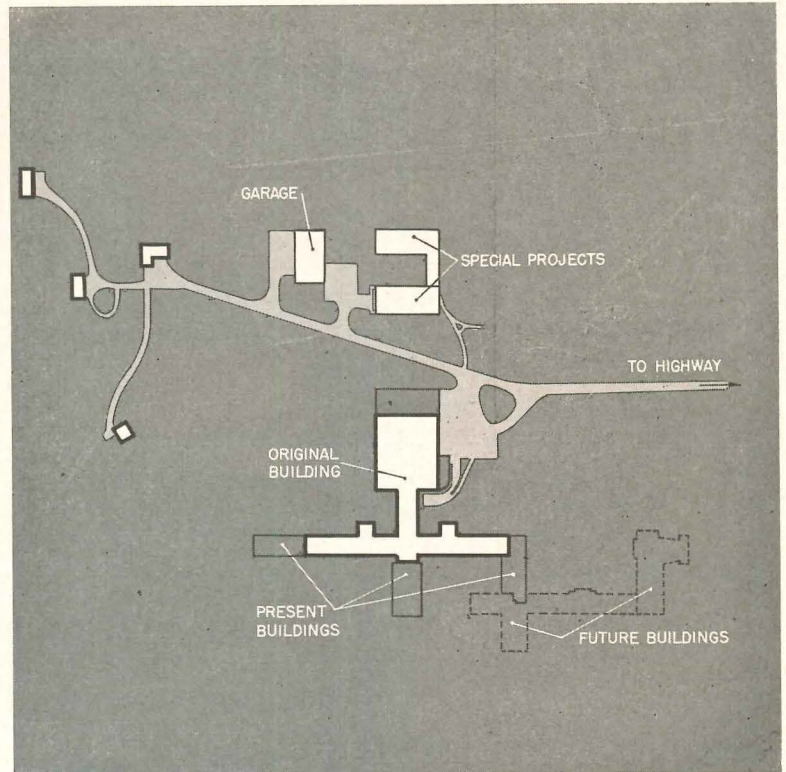 GARAGE
SPECIAL PROJECTS
TO HIGHWAY
ORIGINAL
BUILDING
PRESENT
BUILDINGS
FUTURE BUILDINGS